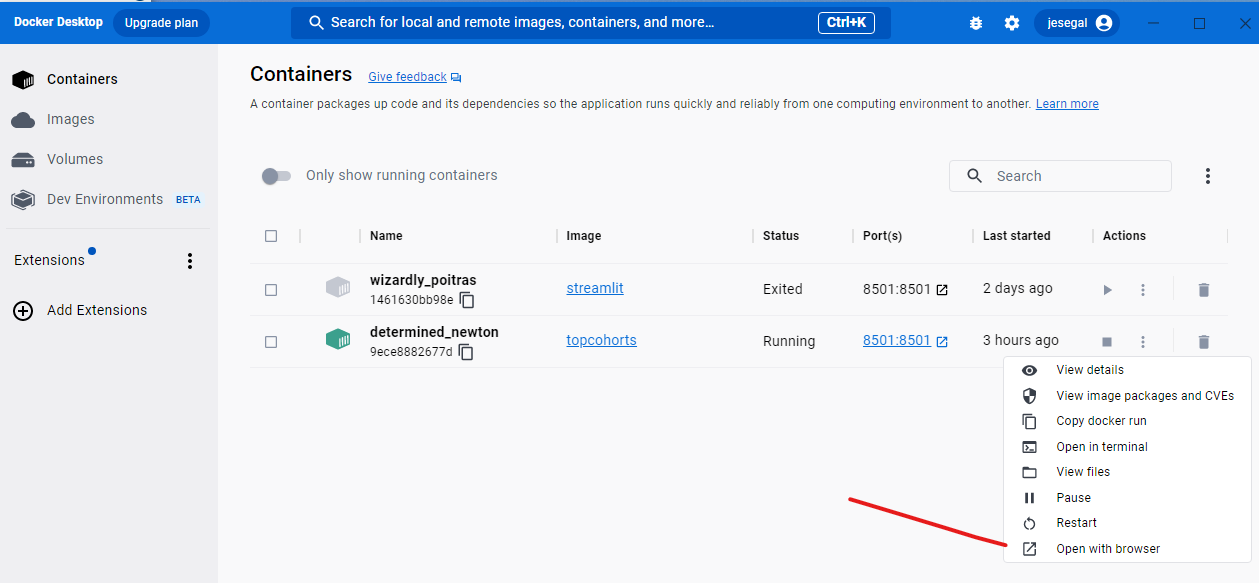 Docker Desktop Upgrade plan Search for local and remote images, containers, and more... Ctrl+K jesegal
Containers
Images
Volumes
Dev Environments BETA
Extensions
Add Extensions
Containers Give feedback
A container packages up code and its dependencies so the application runs quickly and reliably from one computing environment to another. Learn more
Only show running containers Search
Name Image Status Port(s) Last started Actions
wizardly_poitras streamlit Exited 8501:8501 2 days ago
1461630bb98e
determined_newton topcohorts Running 8501:8501 3 hours ago
9ece8882677d
View details
View image packages and CVEs
Copy docker run
Open in terminal
View files
Pause
Restart
Open with browser